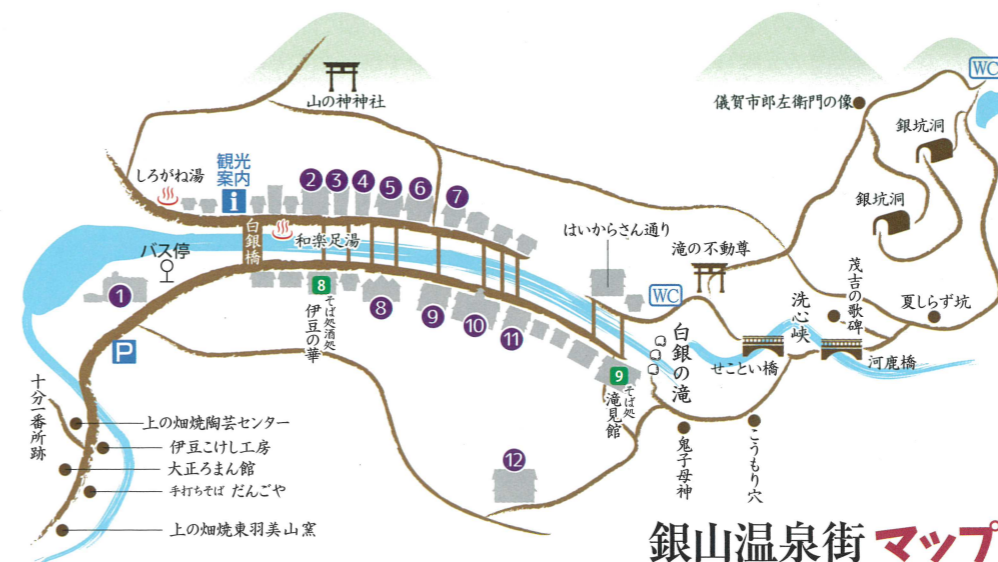 山の神神社
WC
儀賀市郎左衛門の像
銀坑洞
銀坑洞
しろがね湯
観光
案内
i
2
3
4
5
6
7
白銀橋
和楽足湯
はいからさん通り
滝の不動尊
バス停
1
P
8
そば処酒処
伊豆の華
8
9
10
11
WC
白銀の滝
洗心峡
茂吉の歌碑
夏しらず坑
せことい橋
河鹿橋
9
そば処
滝見館
鬼子母神
こうもり穴
12
十分一番所跡
上の畑焼陶芸センター
伊豆こけし工房
大正ろまん館
手打ちそば だんごや
上の畑焼東羽美山窯
銀山温泉街 マップ